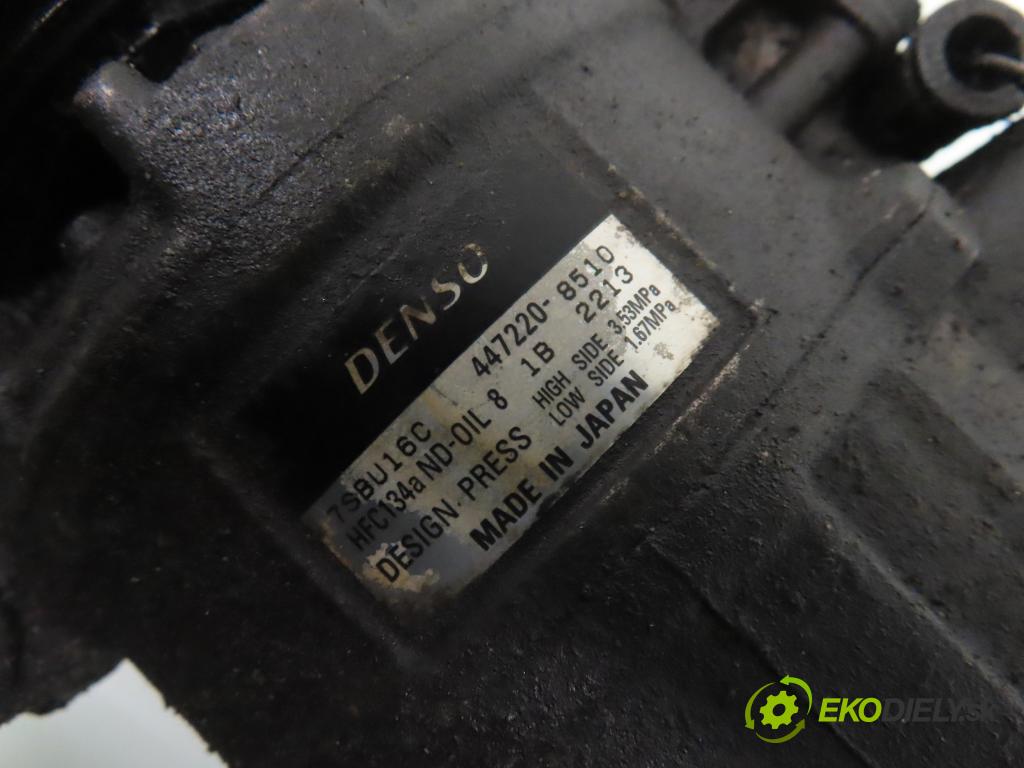 DENSO
7SBU16C 447220-8510
HFC134a ND-OIL 8 1B 2213
DESIGN PRESS HIGH SIDE 3.53MPa
LOW SIDE 1.67MPa
MADE IN JAPAN
EKODIELY.SK